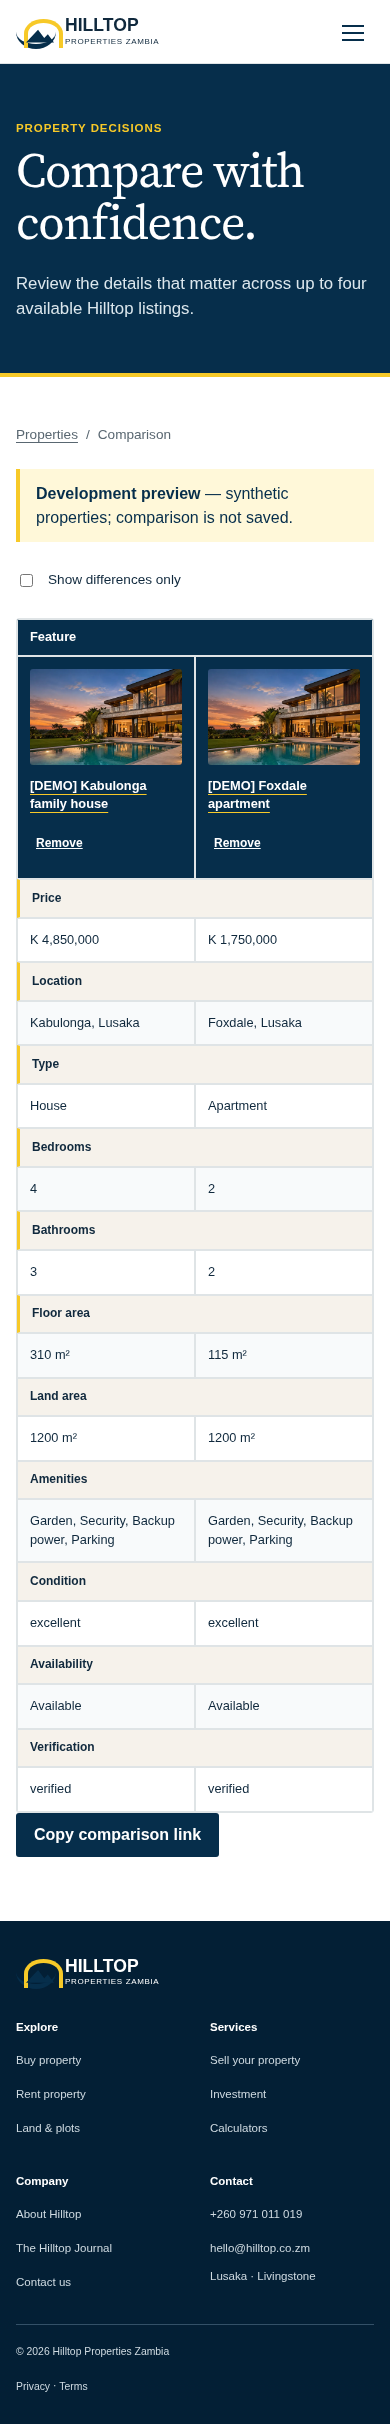 HILLTOP
PROPERTIES ZAMBIA
PROPERTY DECISIONS
Compare with
confidence.
Review the details that matter across up to four
available Hilltop listings.
Properties / Comparison
Development preview — synthetic
properties; comparison is not saved.
Show differences only
Feature
[DEMO] Kabulonga
family house
[DEMO] Foxdale
apartment
Remove
Remove
Price
K 4,850,000
K 1,750,000
Location
Kabulonga, Lusaka
Foxdale, Lusaka
Type
House
Apartment
Bedrooms
4
2
Bathrooms
3
2
Floor area
310 m²
115 m²
Land area
1200 m²
1200 m²
Amenities
Garden, Security, Backup
power, Parking
Garden, Security, Backup
power, Parking
Condition
excellent
excellent
Availability
Available
Available
Verification
verified
verified
Copy comparison link
HILLTOP
PROPERTIES ZAMBIA
Explore
Buy property
Rent property
Land & plots
Services
Sell your property
Investment
Calculators
Company
About Hilltop
The Hilltop Journal
Contact us
Contact
+260 971 011 019
hello@hilltop.co.zm
Lusaka · Livingstone
© 2026 Hilltop Properties Zambia
Privacy · Terms